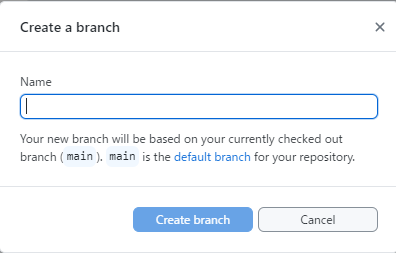 Create a branch
Name
Your new branch will be based on your currently checked out
branch (main). main is the default branch for your repository.
Create branch
Cancel